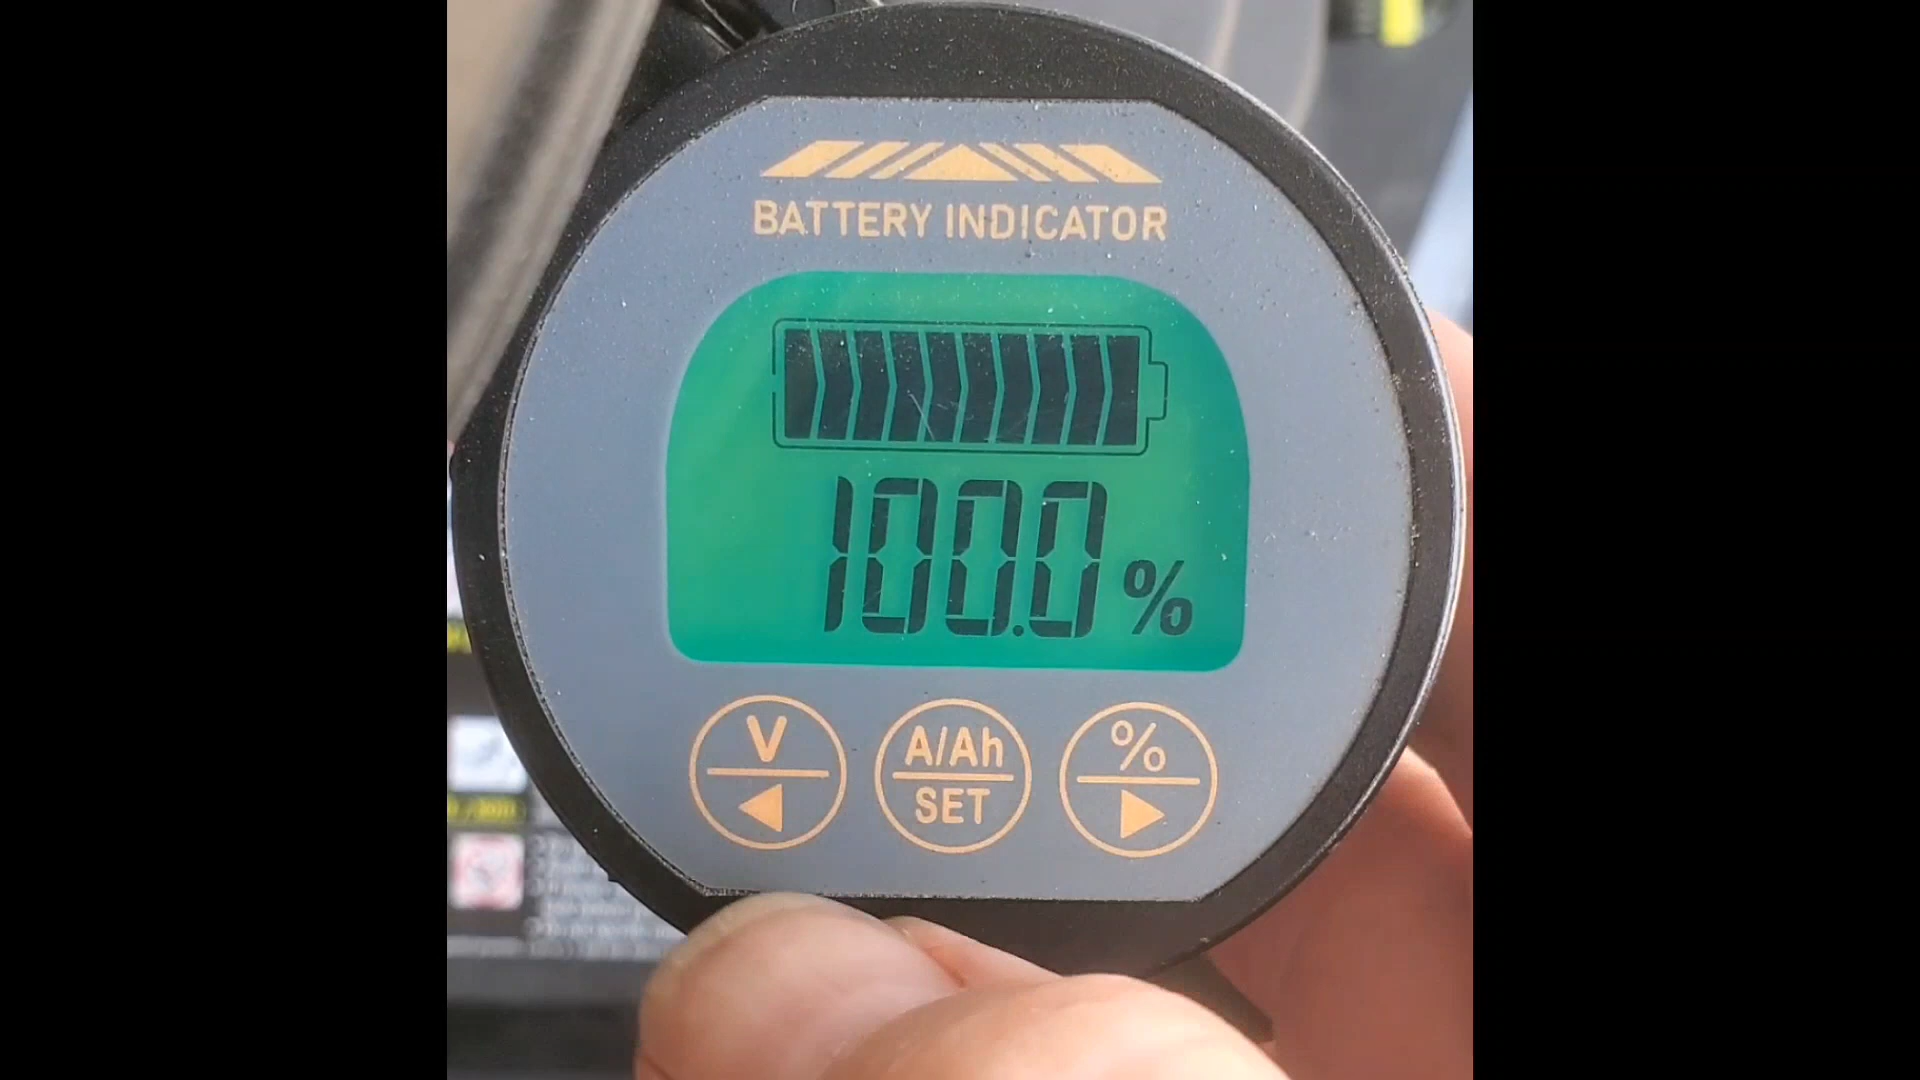 BATTERY INDICATOR
100.0 %
V
A/Ah
SET
%